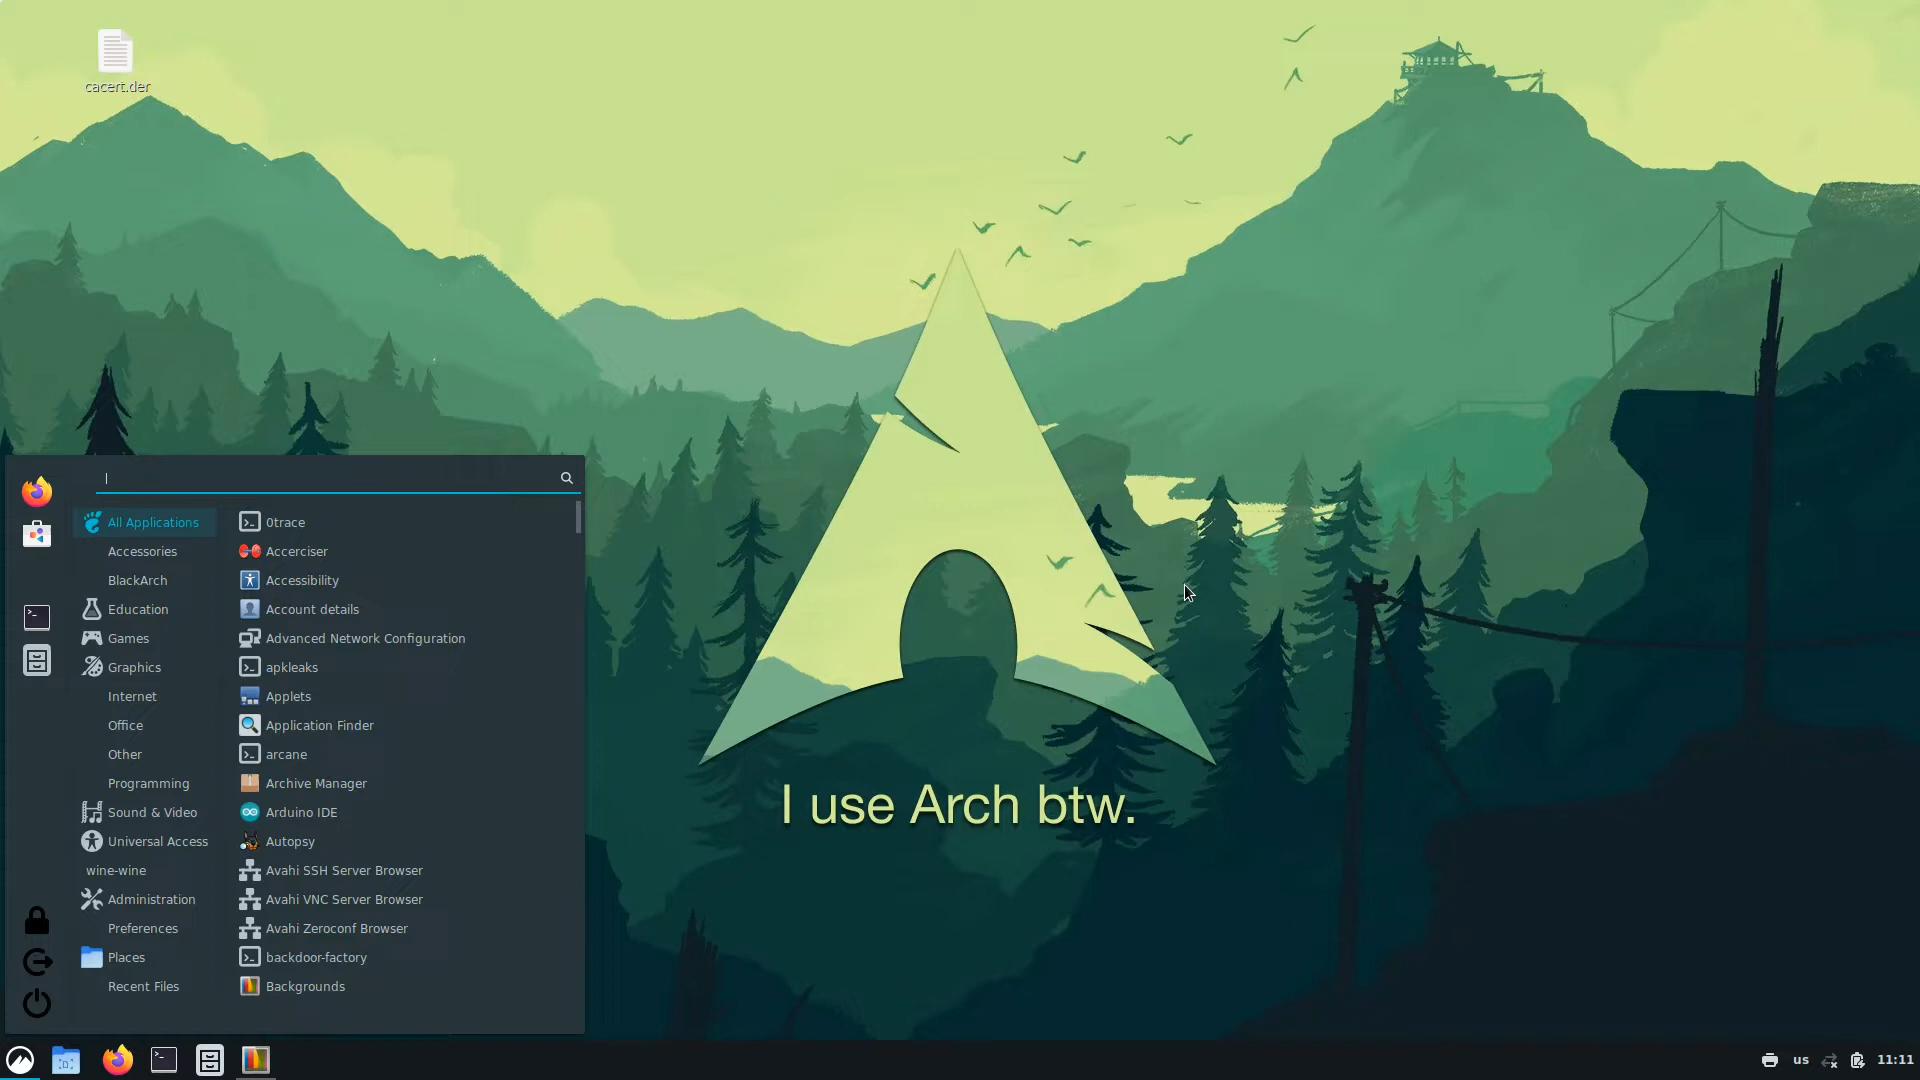 cacert.der
All Applications
Accessories
BlackArch
Education
Games
Graphics
Internet
Office
Other
Programming
Sound & Video
Universal Access
wine-wine
Administration
Preferences
Places
Recent Files
0trace
Accerciser
Accessibility
Account details
Advanced Network Configuration
apkleaks
Applets
Application Finder
arcane
Archive Manager
Arduino IDE
Autopsy
Avahi SSH Server Browser
Avahi VNC Server Browser
Avahi Zeroconf Browser
backdoor-factory
Backgrounds
I use Arch btw.
us
11:11